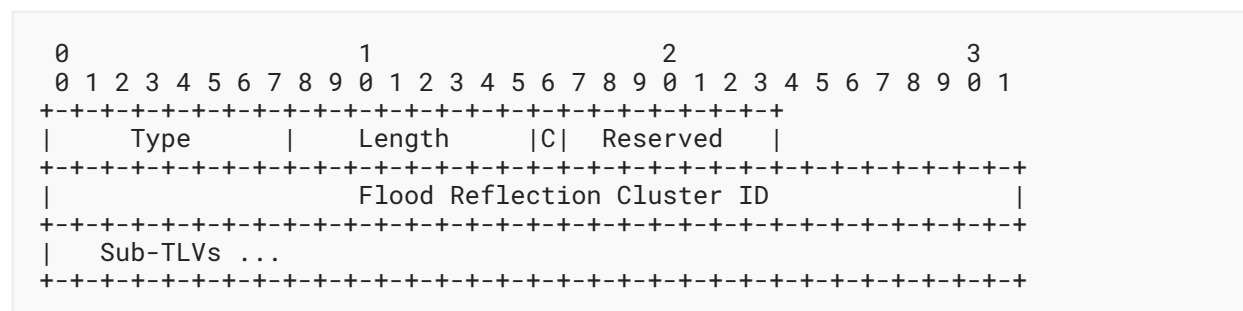 0                   1                   2                   3
 0 1 2 3 4 5 6 7 8 9 0 1 2 3 4 5 6 7 8 9 0 1 2 3 4 5 6 7 8 9 0 1
+-+-+-+-+-+-+-+-+-+-+-+-+-+-+-+-+-+-+-+-+-+-+-+-+
|     Type      |    Length     |C|  Reserved   |
+-+-+-+-+-+-+-+-+-+-+-+-+-+-+-+-+-+-+-+-+-+-+-+-+-+-+-+-+-+-+-+-+
|                    Flood Reflection Cluster ID                |
+-+-+-+-+-+-+-+-+-+-+-+-+-+-+-+-+-+-+-+-+-+-+-+-+-+-+-+-+-+-+-+-+
|   Sub-TLVs ...
+-+-+-+-+-+-+-+-+-+-+-+-+-+-+-+-+-+-+-+-+-+-+-+-+-+-+-+-+-+-+-+-+